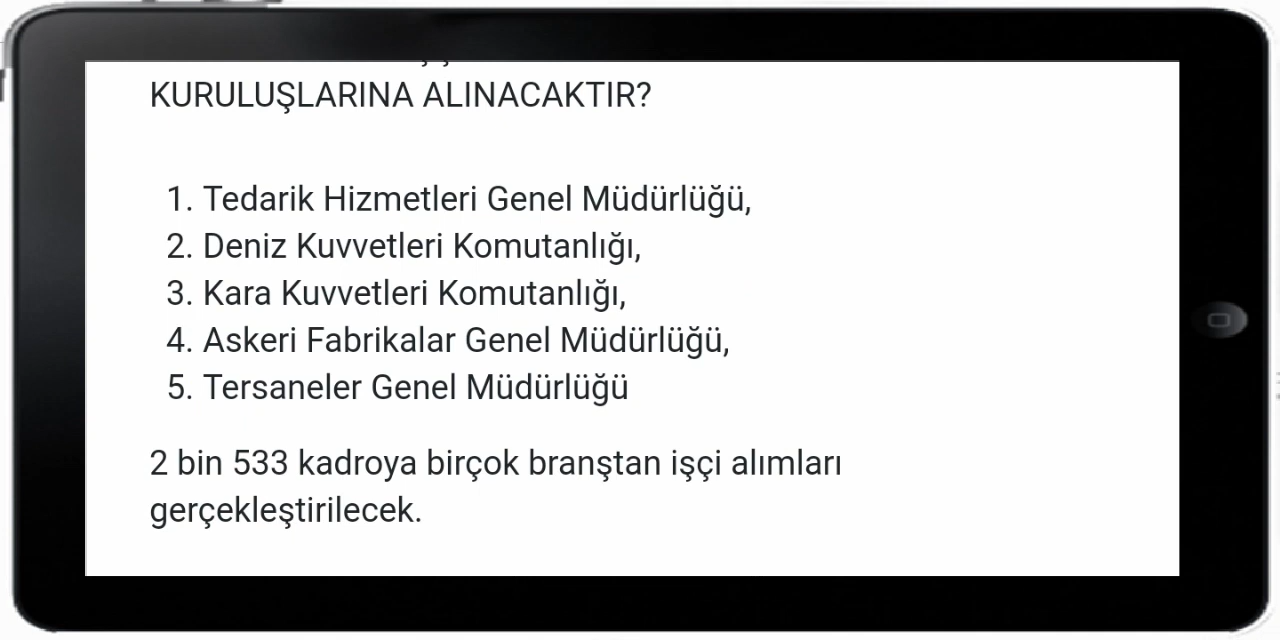 KURULUŞLARINA ALINACAKTIR?
1. Tedarik Hizmetleri Genel Müdürlüğü,
2. Deniz Kuvvetleri Komutanlığı,
3. Kara Kuvvetleri Komutanlığı,
4. Askeri Fabrikalar Genel Müdürlüğü,
5. Tersaneler Genel Müdürlüğü
2 bin 533 kadroya birçok branştan işçi alımları
gerçekleştirilecek.